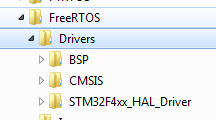 FreeRTOS
Drivers
BSP
CMSIS
STM32F4xx_HAL_Driver